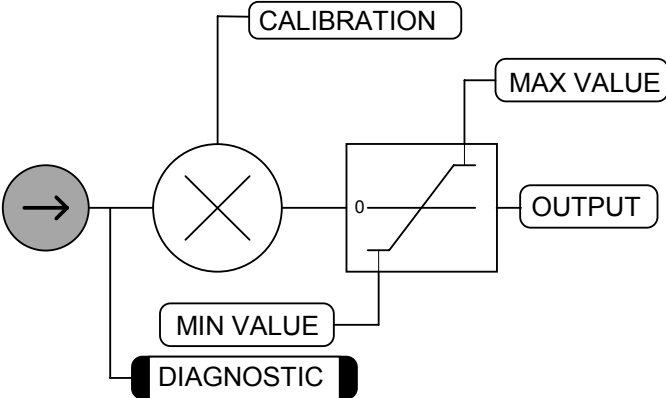 CALIBRATION
MAX VALUE
0
OUTPUT
MIN VALUE
DIAGNOSTIC